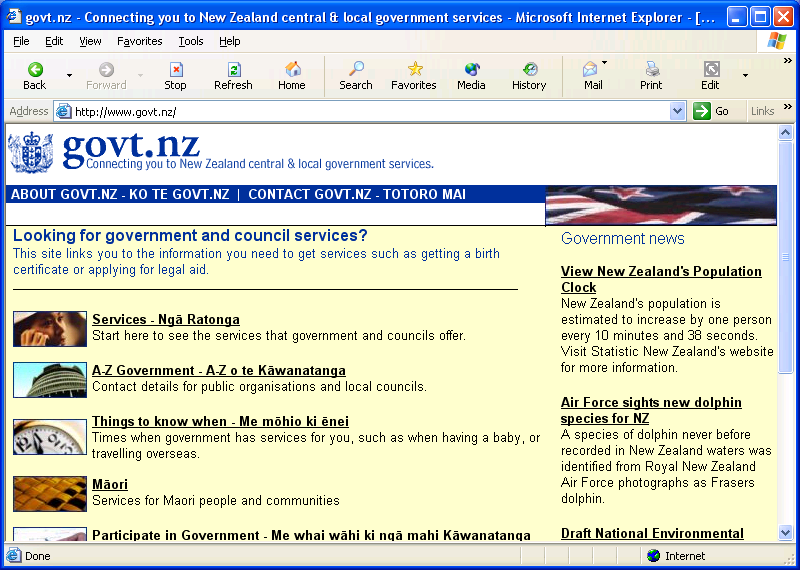 govt.nz - Connecting you to New Zealand central & local government services - Microsoft Internet Explorer - [...
File Edit View Favorites Tools Help
Back Forward Stop Refresh Home Search Favorites Media History Mail Print Edit
Address http://www.govt.nz/ Go Links
govt.nz
Connecting you to New Zealand central & local government services.
ABOUT GOVT.NZ - KO TE GOVT.NZ | CONTACT GOVT.NZ - TOTORO MAI
Looking for government and council services?
This site links you to the information you need to get services such as getting a birth
certificate or applying for legal aid.
Services - Ngā Ratonga
Start here to see the services that government and councils offer.
A-Z Government - A-Z o te Kāwanatanga
Contact details for public organisations and local councils.
Things to know when - Me mōhio ki ēnei
Times when government has services for you, such as when having a baby, or
travelling overseas.
Māori
Services for Maori people and communities
Participate in Government - Me whai wāhi ki ngā mahi Kāwanatanga
Government news
View New Zealand's Population
Clock
New Zealand's population is
estimated to increase by one person
every 10 minutes and 38 seconds.
Visit Statistic New Zealand's website
for more information.
Air Force sights new dolphin
species for NZ
A species of dolphin never before
recorded in New Zealand waters was
identified from Royal New Zealand
Air Force photographs as Frasers
dolphin.
Draft National Environmental
Done Internet